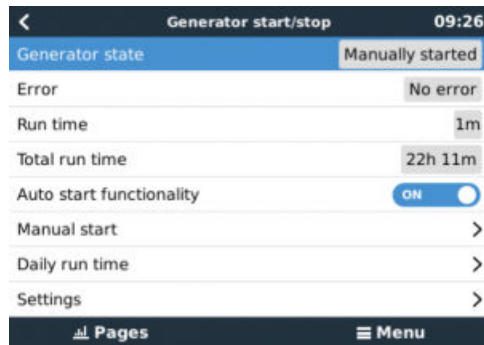 Generator start/stop 09:26
Generator state Manually started
Error No error
Run time 1m
Total run time 22h 11m
Auto start functionality ON
Manual start
Daily run time
Settings
Pages Menu